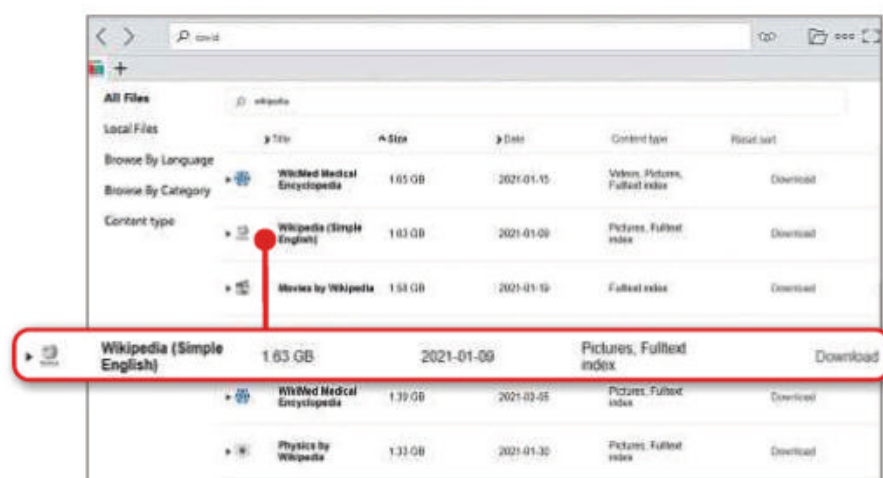 covid
All Files
wikipedia
Local Files
Title Size Date Content type Reset sort
Browse By Language
Browse By Category
Content type
WikiMed Medical
Encyclopedia
1.65 GB 2021-01-15 Videos, Pictures,
Fulltext index
Download
Wikipedia (Simple
English)
1.63 GB 2021-01-09 Pictures, Fulltext
index
Download
Movies by Wikipedia 1.58 GB 2021-01-19 Fulltext index Download
Wikipedia (Simple
English)
1.63 GB 2021-01-09 Pictures, Fulltext
index
Download
WikiMed Medical
Encyclopedia
1.39 GB 2021-02-05 Pictures, Fulltext
index
Download
Physics by
Wikipedia
1.33 GB 2021-01-30 Pictures, Fulltext
index
Download